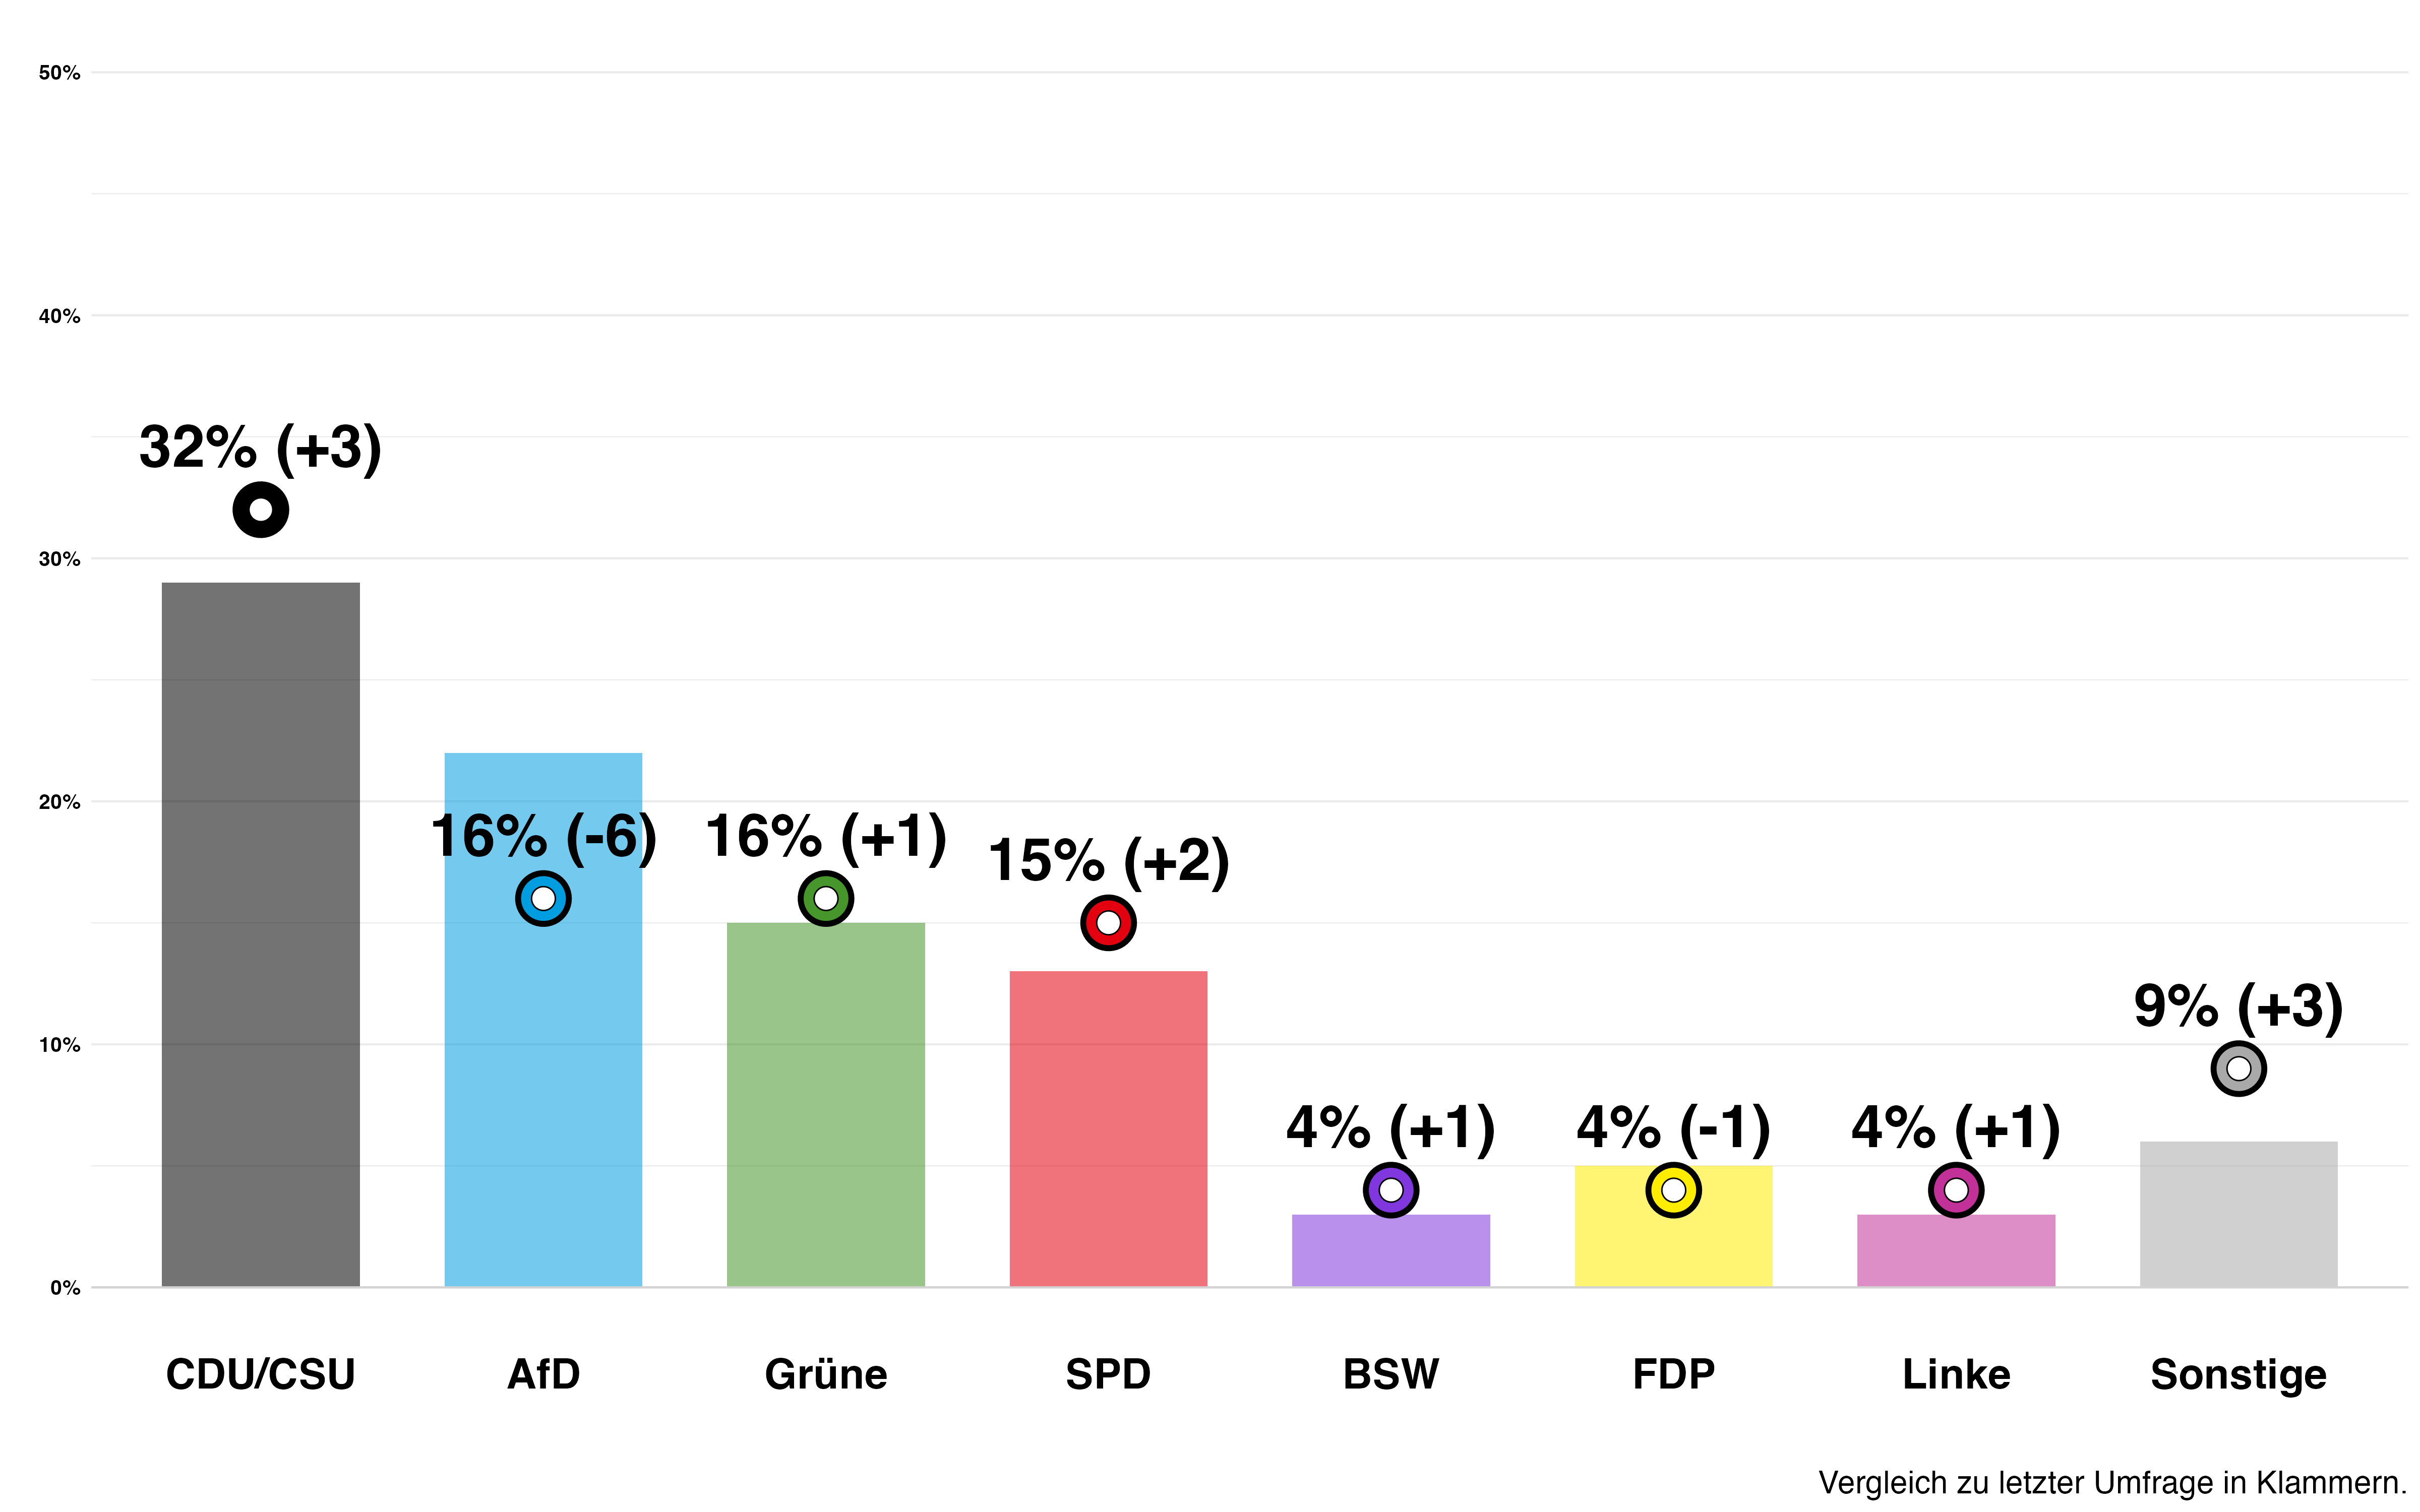 50%
40%
30%
20%
10%
0%
32% (+3)
16% (-6)
16% (+1)
15% (+2)
4% (+1)
4% (-1)
4% (+1)
9% (+3)
CDU/CSU
AfD
Grüne
SPD
BSW
FDP
Linke
Sonstige
Vergleich zu letzter Umfrage in Klammern.